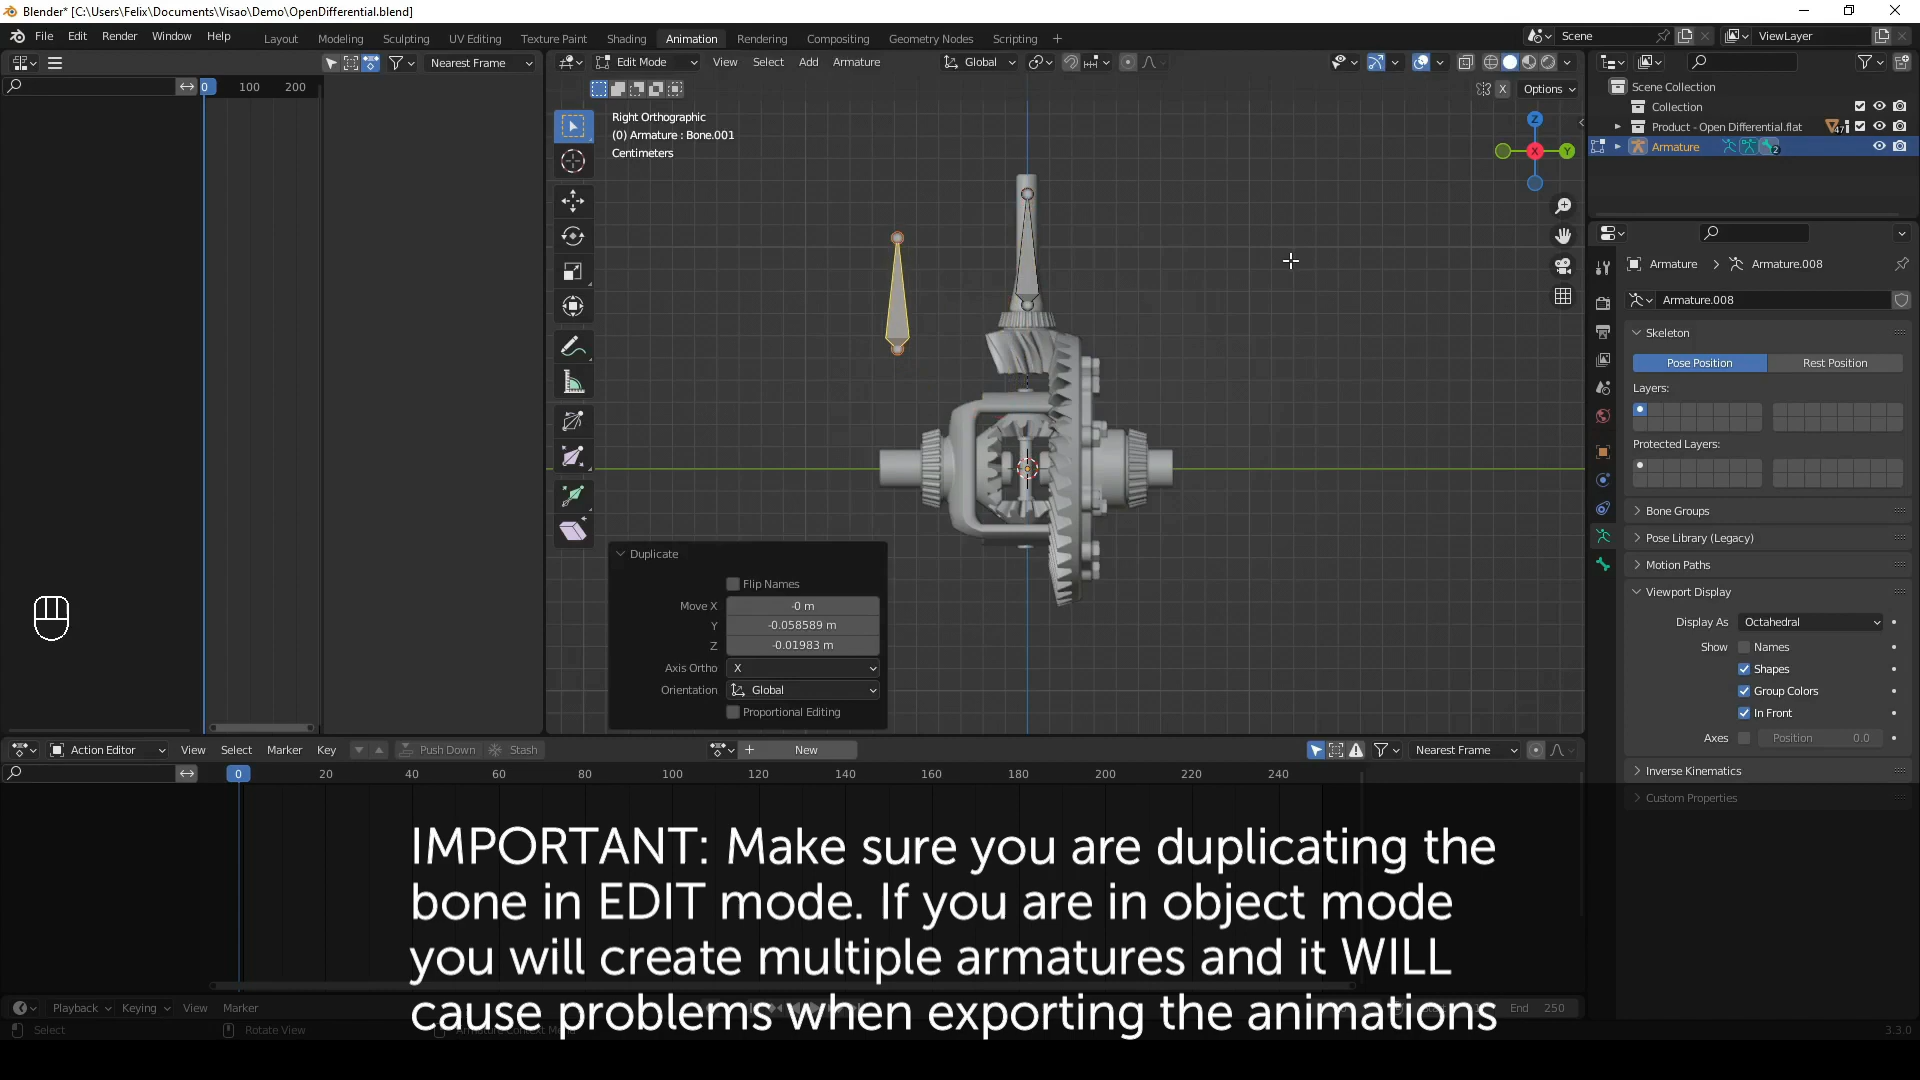 Blender* [C:\Users\Felix\Documents\Visao\Demo\OpenDifferential.blend]
File Edit Render Window Help
Layout Modeling Sculpting UV Editing Texture Paint Shading Animation Rendering Compositing Geometry Nodes Scripting +
Scene
ViewLayer
Nearest Frame
Edit Mode View Select Add Armature
Global
0 100 200
X
Options
Right Orthographic
(0) Armature : Bone.001
Centimeters
Z
X
Y
Scene Collection
Collection
Product - Open Differential.flat
47
Armature
2
Armature > Armature.008
Armature.008
Skeleton
Pose Position Rest Position
Layers:
Protected Layers:
Bone Groups
Pose Library (Legacy)
Motion Paths
Viewport Display
Display As Octahedral
Show Names
Shapes
Group Colors
In Front
Axes Position 0.0
Inverse Kinematics
Custom Properties
Duplicate
Flip Names
Move X -0 m
Y -0.058589 m
Z -0.01983 m
Axis Ortho X
Orientation Global
Proportional Editing
Action Editor View Select Marker Key Push Down Stash
+ New
Nearest Frame
0 20 40 60 80 100 120 140 160 180 200 220 240
IMPORTANT: Make sure you are duplicating the
bone in EDIT mode. If you are in object mode
you will create multiple armatures and it WILL
cause problems when exporting the animations
Playback Keying View Marker
End 250
Select Rotate View
3.3.0